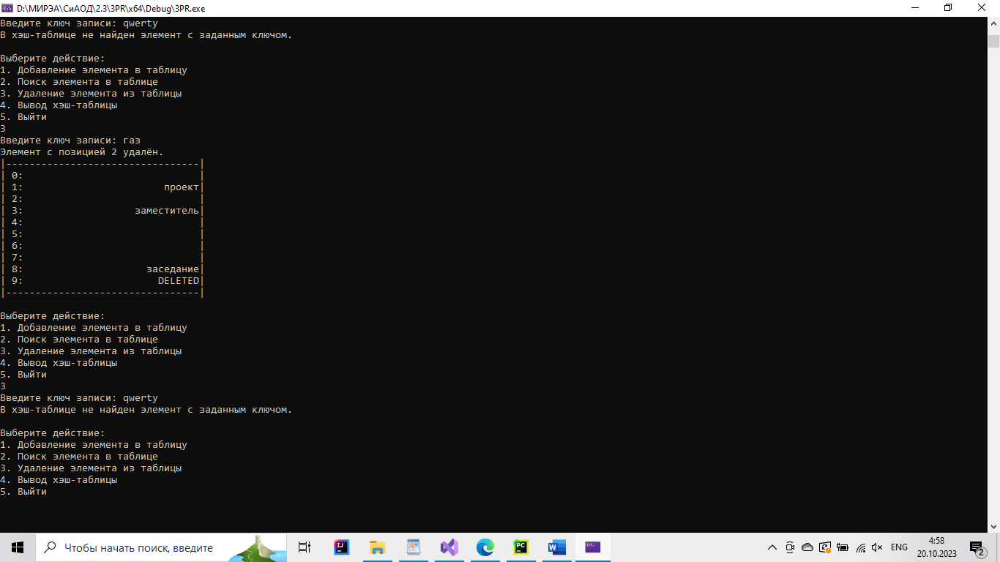 D:\МИРЭА\СиАОД\2.3\3PR\x64\Debug\3PR.exe
Введите ключ записи: qwerty
В хэш-таблице не найден элемент с заданным ключом.
Выберите действие:
1. Добавление элемента в таблицу
2. Поиск элемента в таблице
3. Удаление элемента из таблицы
4. Вывод хэш-таблицы
5. Выйти
3
Введите ключ записи: газ
Элемент с позицией 2 удалён.
|---------------------------------|
| 0:                              |
| 1:                        проект|
| 2:                              |
| 3:                   заместитель|
| 4:                              |
| 5:                              |
| 6:                              |
| 7:                              |
| 8:                     заседание|
| 9:                       DELETED|
|---------------------------------|
Выберите действие:
1. Добавление элемента в таблицу
2. Поиск элемента в таблице
3. Удаление элемента из таблицы
4. Вывод хэш-таблицы
5. Выйти
3
Введите ключ записи: qwerty
В хэш-таблице не найден элемент с заданным ключом.
Выберите действие:
1. Добавление элемента в таблицу
2. Поиск элемента в таблице
3. Удаление элемента из таблицы
4. Вывод хэш-таблицы
5. Выйти
Чтобы начать поиск, введите
IJ
PC
W
ENG
4:58
20.10.2023
2